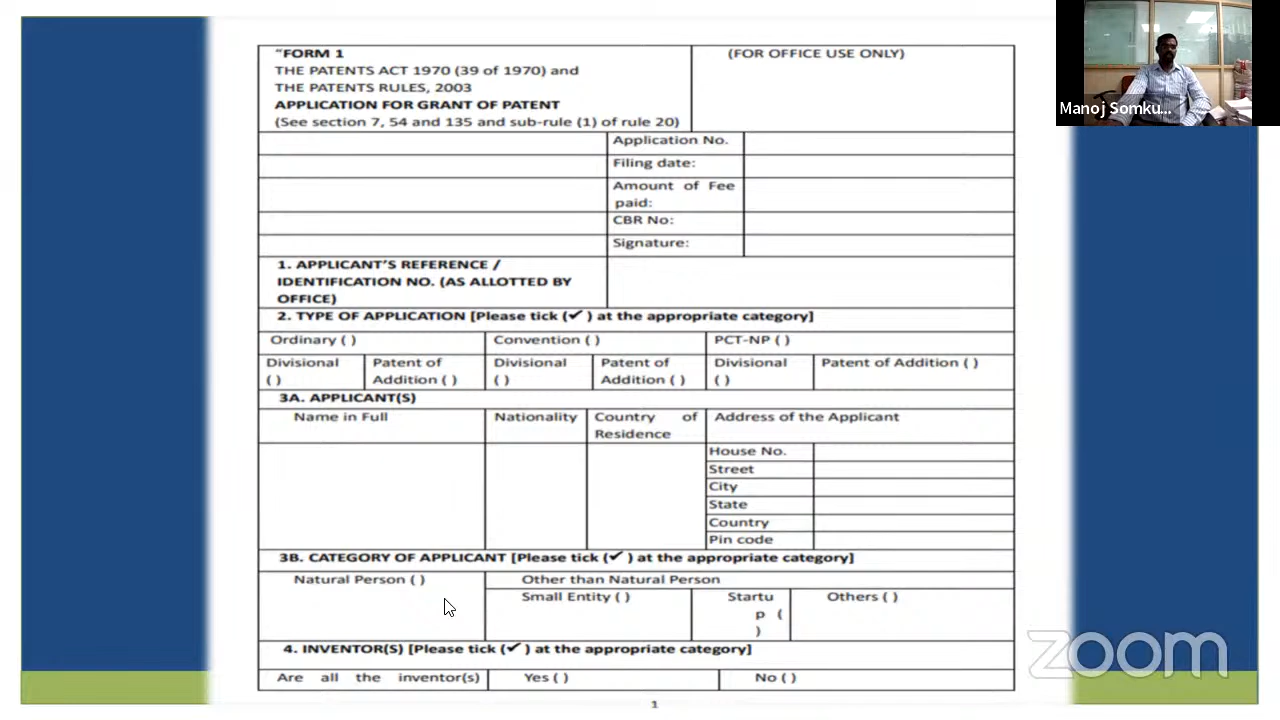 "FORM 1
THE PATENTS ACT 1970 (39 of 1970) and
THE PATENTS RULES, 2003
APPLICATION FOR GRANT OF PATENT
(See section 7, 54 and 135 and sub-rule (1) of rule 20)
(FOR OFFICE USE ONLY)
Manoj Somku...
Application No.
Filing date:
Amount of Fee
paid:
CBR No:
Signature:
1. APPLICANT'S REFERENCE /
IDENTIFICATION NO. (AS ALLOTTED BY
OFFICE)
2. TYPE OF APPLICATION [Please tick (✔ ) at the appropriate category]
Ordinary ( )
Convention ( )
PCT-NP ( )
Divisional
( )
Patent of
Addition ( )
Divisional
( )
Patent of
Addition ( )
Divisional
( )
Patent of Addition ( )
3A. APPLICANT(S)
Name in Full
Nationality
Country of
Residence
Address of the Applicant
House No.
Street
City
State
Country
Pin code
3B. CATEGORY OF APPLICANT [Please tick (✔ ) at the appropriate category]
Natural Person ( )
Other than Natural Person
Small Entity ( )
Startu
p (
)
Others ( )
4. INVENTOR(S) [Please tick (✔ ) at the appropriate category]
Are all the inventor(s)
Yes ( )
No ( )
1
zoom